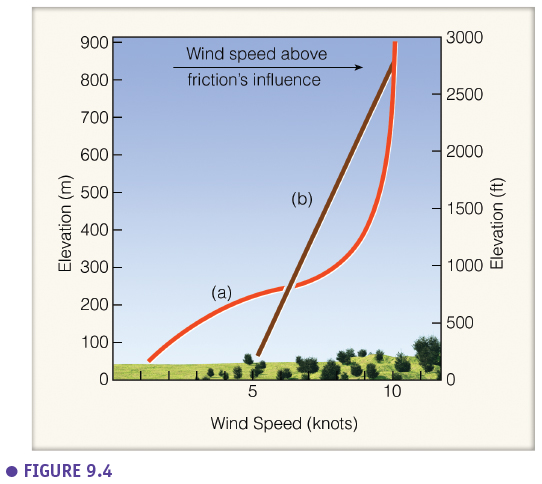 900
800
700
600
500
400
300
200
100
0
Elevation (m)
Wind speed above
friction's influence
(b)
(a)
3000
2500
2000
1500
1000
500
0
Elevation (ft)
5 10
Wind Speed (knots)
● FIGURE 9.4